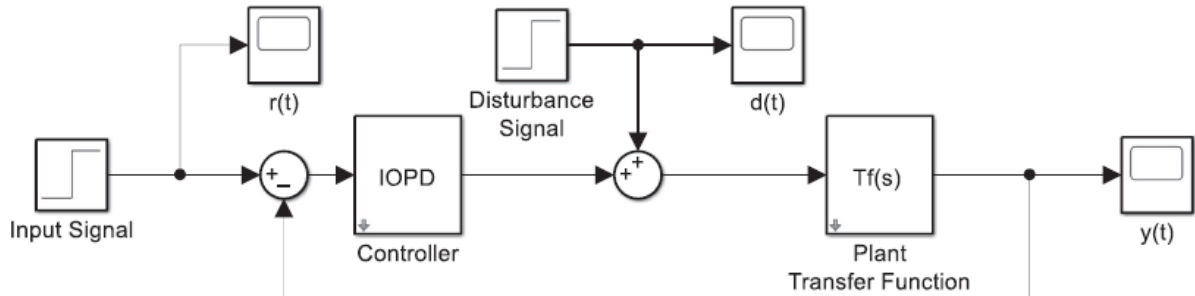 r(t)
Disturbance
Signal
d(t)
Input Signal
+
−
IOPD
Controller
+
+
Tf(s)
Plant
Transfer Function
y(t)